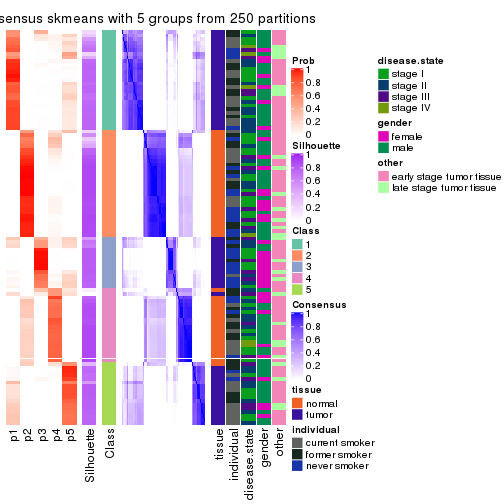 sensus skmeans with 5 groups from 250 partitions
Prob
1
0.8
0.6
0.4
0.2
0
Silhouette
1
0.8
0.6
0.4
0.2
0
Class
1
2
3
4
5
Consensus
1
0.8
0.6
0.4
0.2
0
tissue
normal
tumor
individual
current smoker
former smoker
never smoker
disease.state
stage I
stage II
stage III
stage IV
gender
female
male
other
early stage tumor tissue
late stage tumor tissue
p1
p2
p3
p4
p5
Silhouette
Class
tissue
individual
disease.state
gender
other